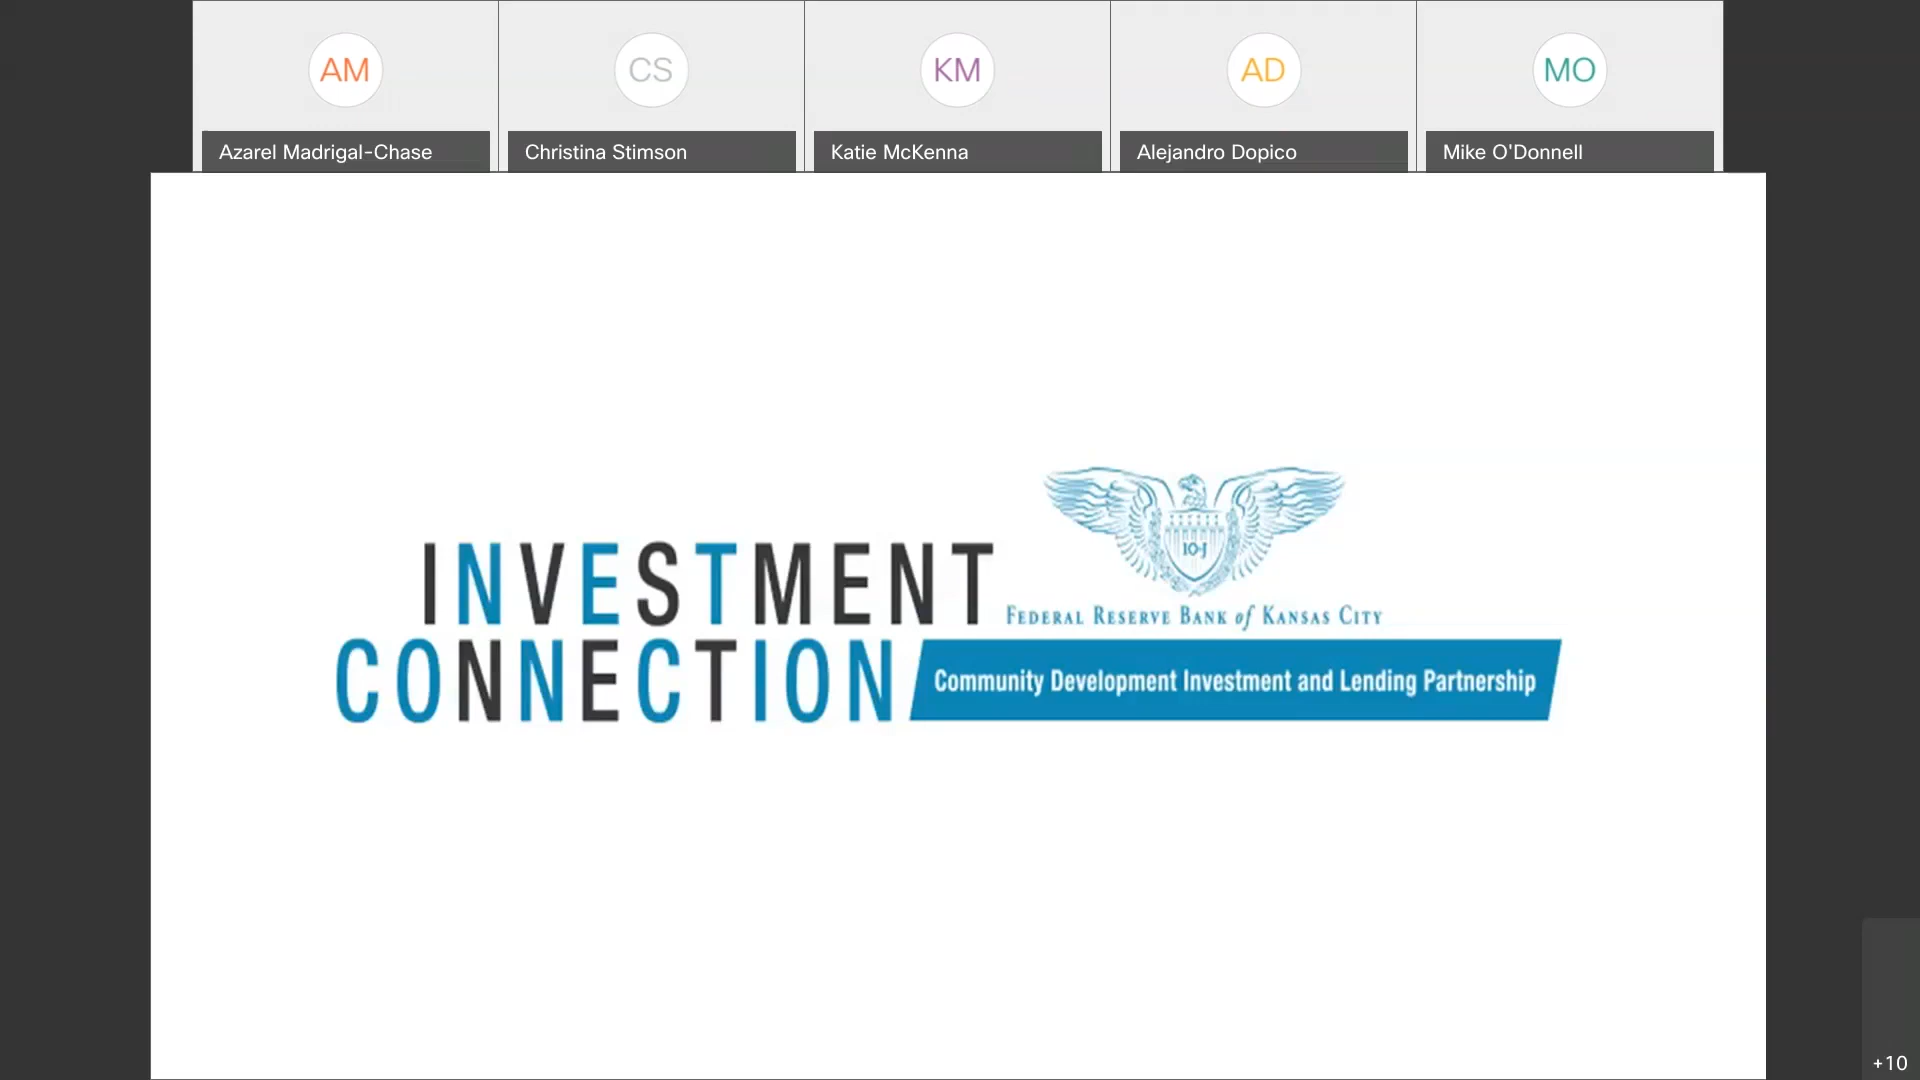 AM
CS
KM
AD
MO
Azarel Madrigal-Chase
Christina Stimson
Katie McKenna
Alejandro Dopico
Mike O'Donnell
10-J
INVESTMENT
FEDERAL RESERVE BANK of KANSAS CITY
CONNECTION
Community Development Investment and Lending Partnership
+10